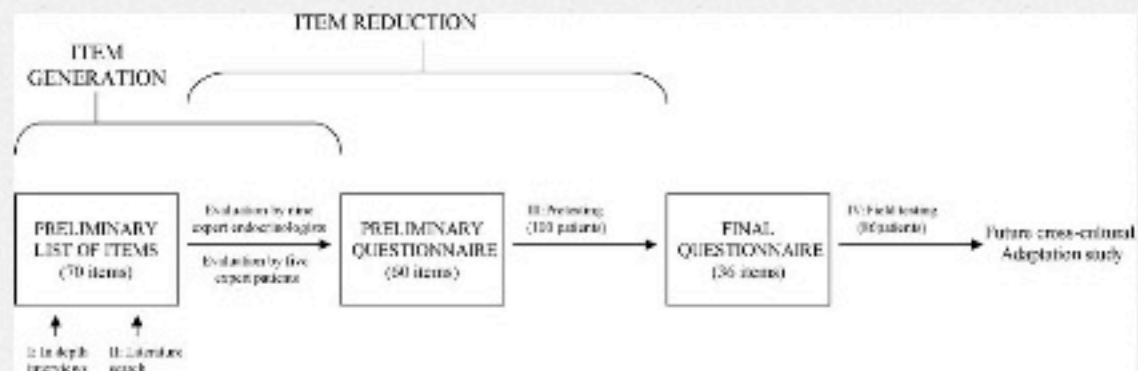 ITEM REDUCTION
ITEM
GENERATION
PRELIMINARY
LIST OF ITEMS
(70 items)
Evaluation by nine
expert endocrinologists
Evaluation by five
expert patients
PRELIMINARY
QUESTIONNAIRE
(60 items)
III: Pretesting
(100 patients)
FINAL
QUESTIONNAIRE
(36 items)
IV: Field testing
patients)
Future cross-cultural
Adaptation study
I: In depth
interviews
II: Literature
search